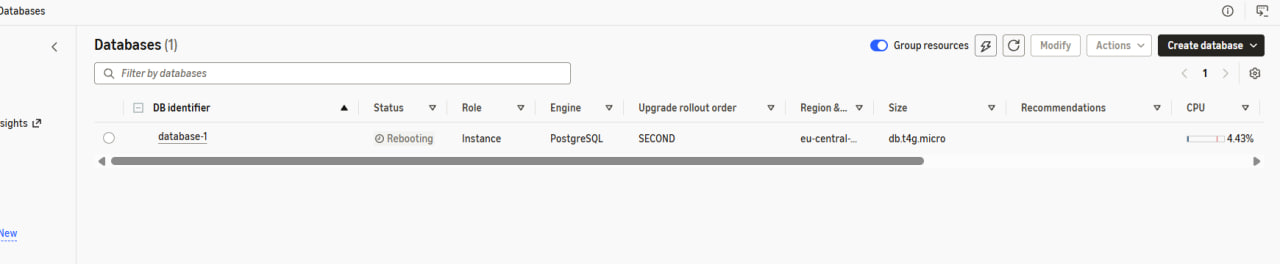 Databases
Databases (1)
Group resources
Modify
Actions
Create database
Filter by databases
1
DB identifier
Status
Role
Engine
Upgrade rollout order
Region &...
Size
Recommendations
CPU
sights
database-1
Rebooting
Instance
PostgreSQL
SECOND
eu-central-...
db.t4g.micro
4.43%
New